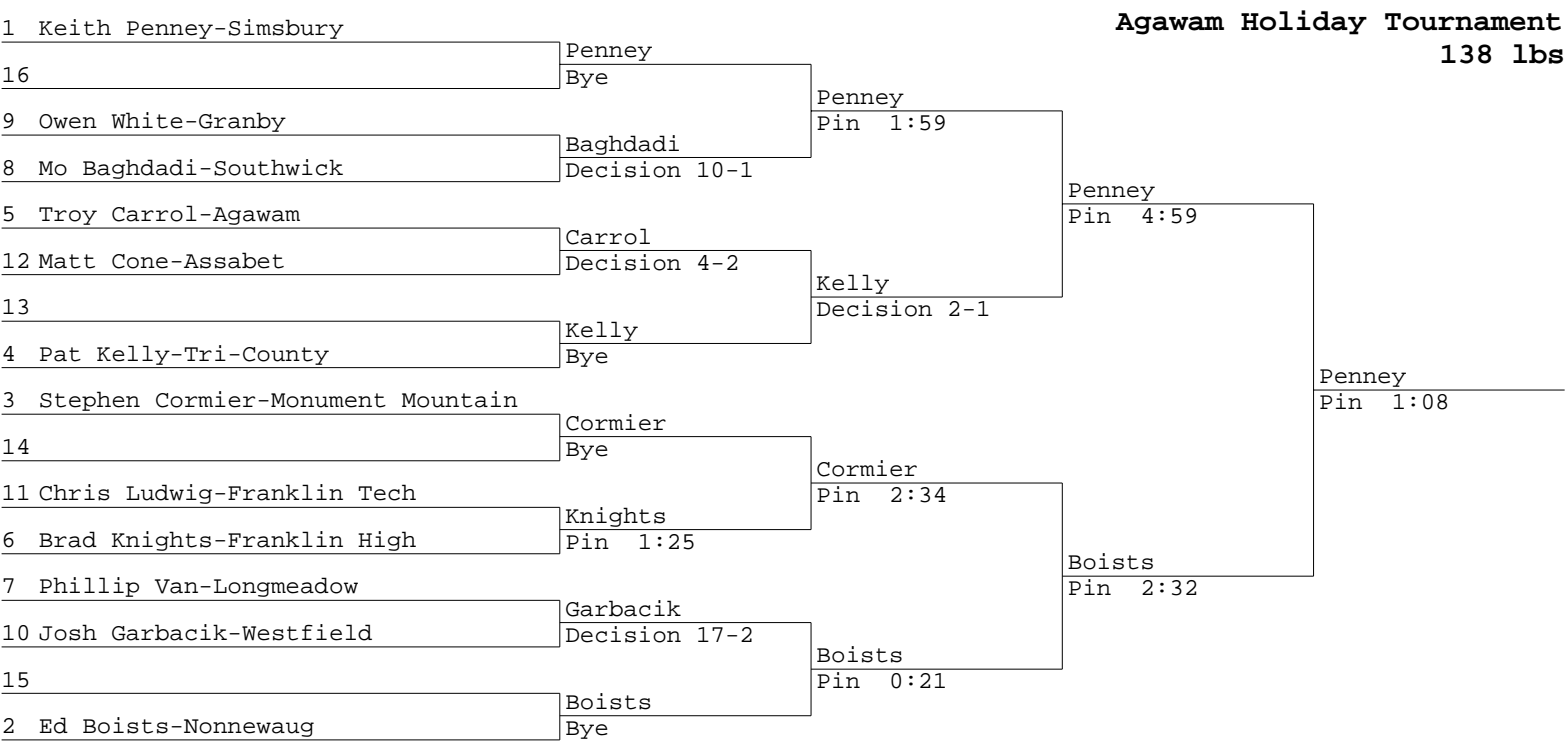 Agawam Holiday Tournament
138 lbs
1 Keith Penney-Simsbury
16
9 Owen White-Granby
8 Mo Baghdadi-Southwick
5 Troy Carrol-Agawam
12 Matt Cone-Assabet
13
4 Pat Kelly-Tri-County
3 Stephen Cormier-Monument Mountain
14
11 Chris Ludwig-Franklin Tech
6 Brad Knights-Franklin High
7 Phillip Van-Longmeadow
10 Josh Garbacik-Westfield
15
2 Ed Boists-Nonnewaug
Penney
Bye
Baghdadi
Decision 10-1
Carrol
Decision 4-2
Kelly
Bye
Cormier
Bye
Knights
Pin 1:25
Garbacik
Decision 17-2
Boists
Bye
Penney
Pin 1:59
Kelly
Decision 2-1
Cormier
Pin 2:34
Boists
Pin 0:21
Penney
Pin 4:59
Boists
Pin 2:32
Penney
Pin 1:08